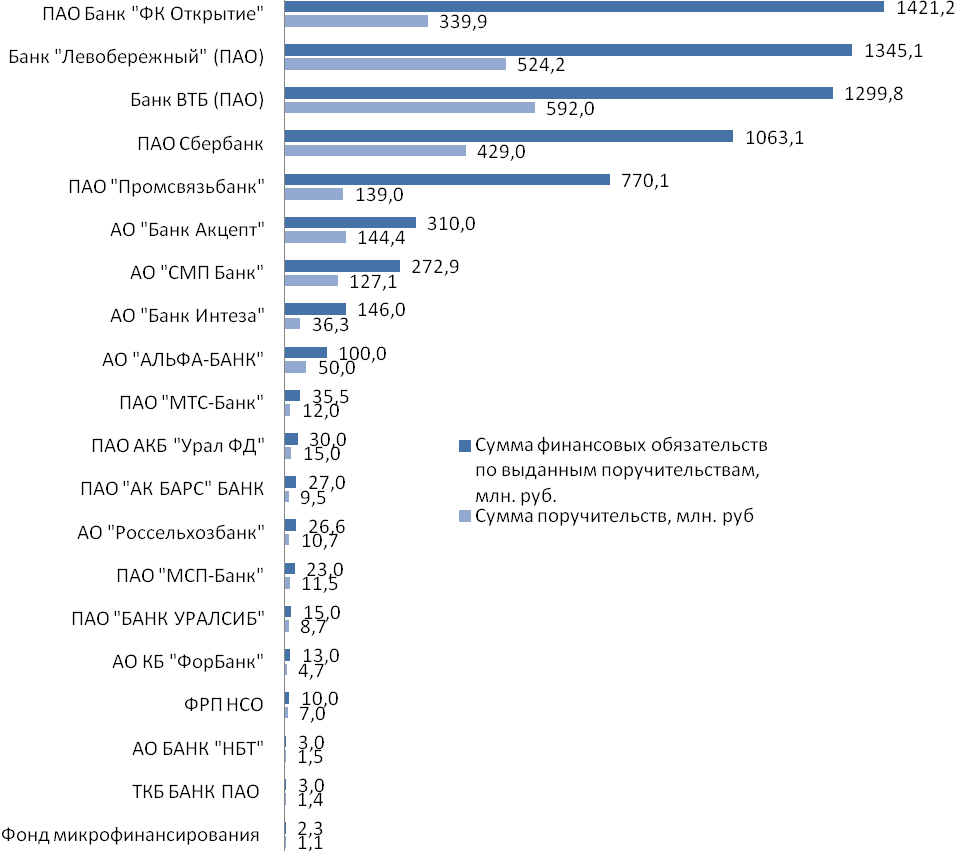 ПАО Банк "ФК Открытие"
1421,2
339,9
Банк "Левобережный" (ПАО)
1345,1
524,2
Банк ВТБ (ПАО)
1299,8
592,0
ПАО Сбербанк
1063,1
429,0
ПАО "Промсвязьбанк"
770,1
139,0
АО "Банк Акцепт"
310,0
144,4
АО "СМП Банк"
272,9
127,1
АО "Банк Интеза"
146,0
36,3
АО "АЛЬФА-БАНК"
100,0
50,0
ПАО "МТС-Банк"
35,5
12,0
ПАО АКБ "Урал ФД"
30,0
15,0
ПАО "АК БАРС" БАНК
27,0
9,5
АО "Россельхозбанк"
26,6
10,7
ПАО "МСП-Банк"
23,0
11,5
ПАО "БАНК УРАЛСИБ"
15,0
8,7
АО КБ "ФорБанк"
13,0
4,7
ФРП НСО
10,0
7,0
АО БАНК "НБТ"
3,0
1,5
ТКБ БАНК ПАО
3,0
1,4
Фонд микрофинансирования
2,3
1,1
Сумма финансовых обязательств
по выданным поручительствам,
млн. руб.
Сумма поручительств, млн. руб